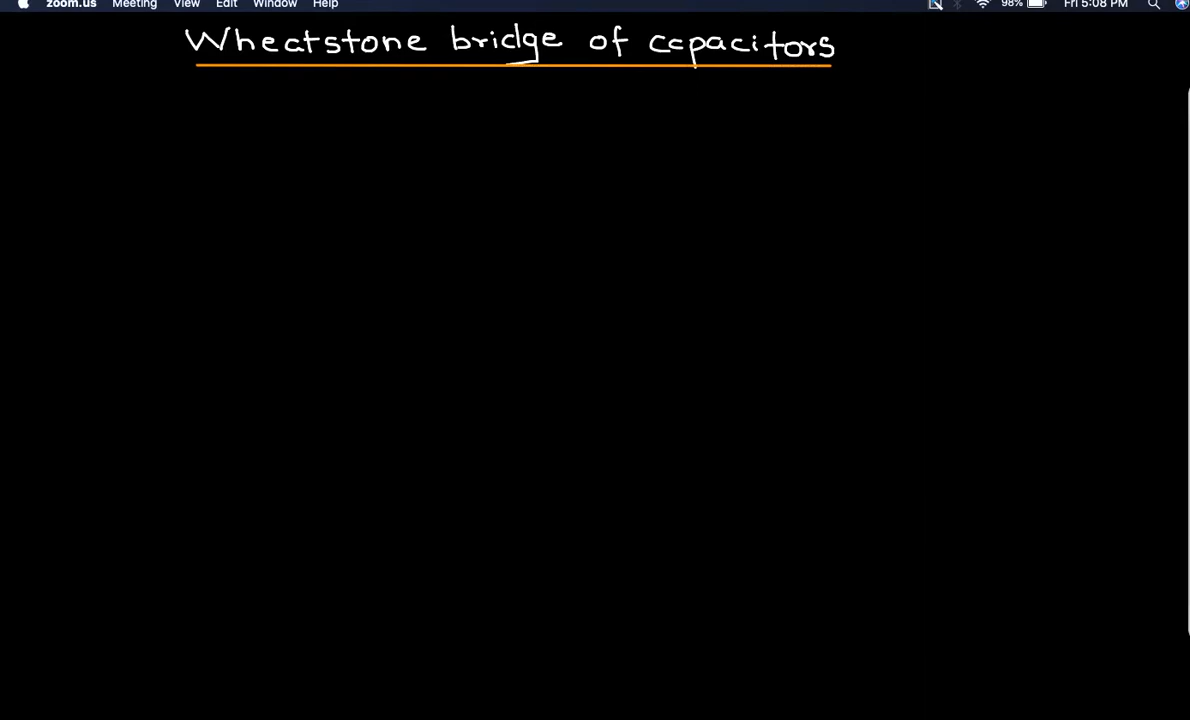 zoom.us Meeting View Edit Window Help 98% Fri 5:08 PM
Wheatstone bridge of capacitors